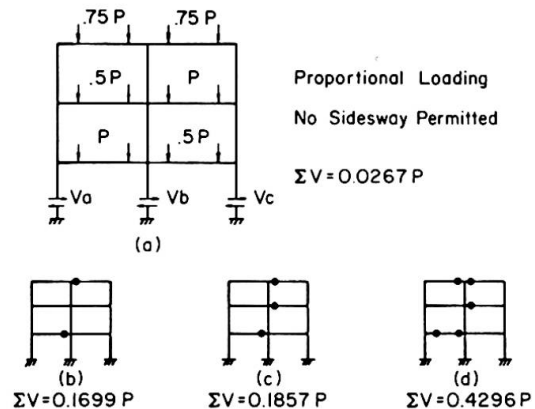 .75 P .75 P
.5 P P
P .5 P
Va Vb Vc
(a)
Proportional Loading
No Sidesway Permitted
ΣV = 0.0267 P
(b) (c) (d)
ΣV = 0.1699 P ΣV = 0.1857 P ΣV = 0.4296 P